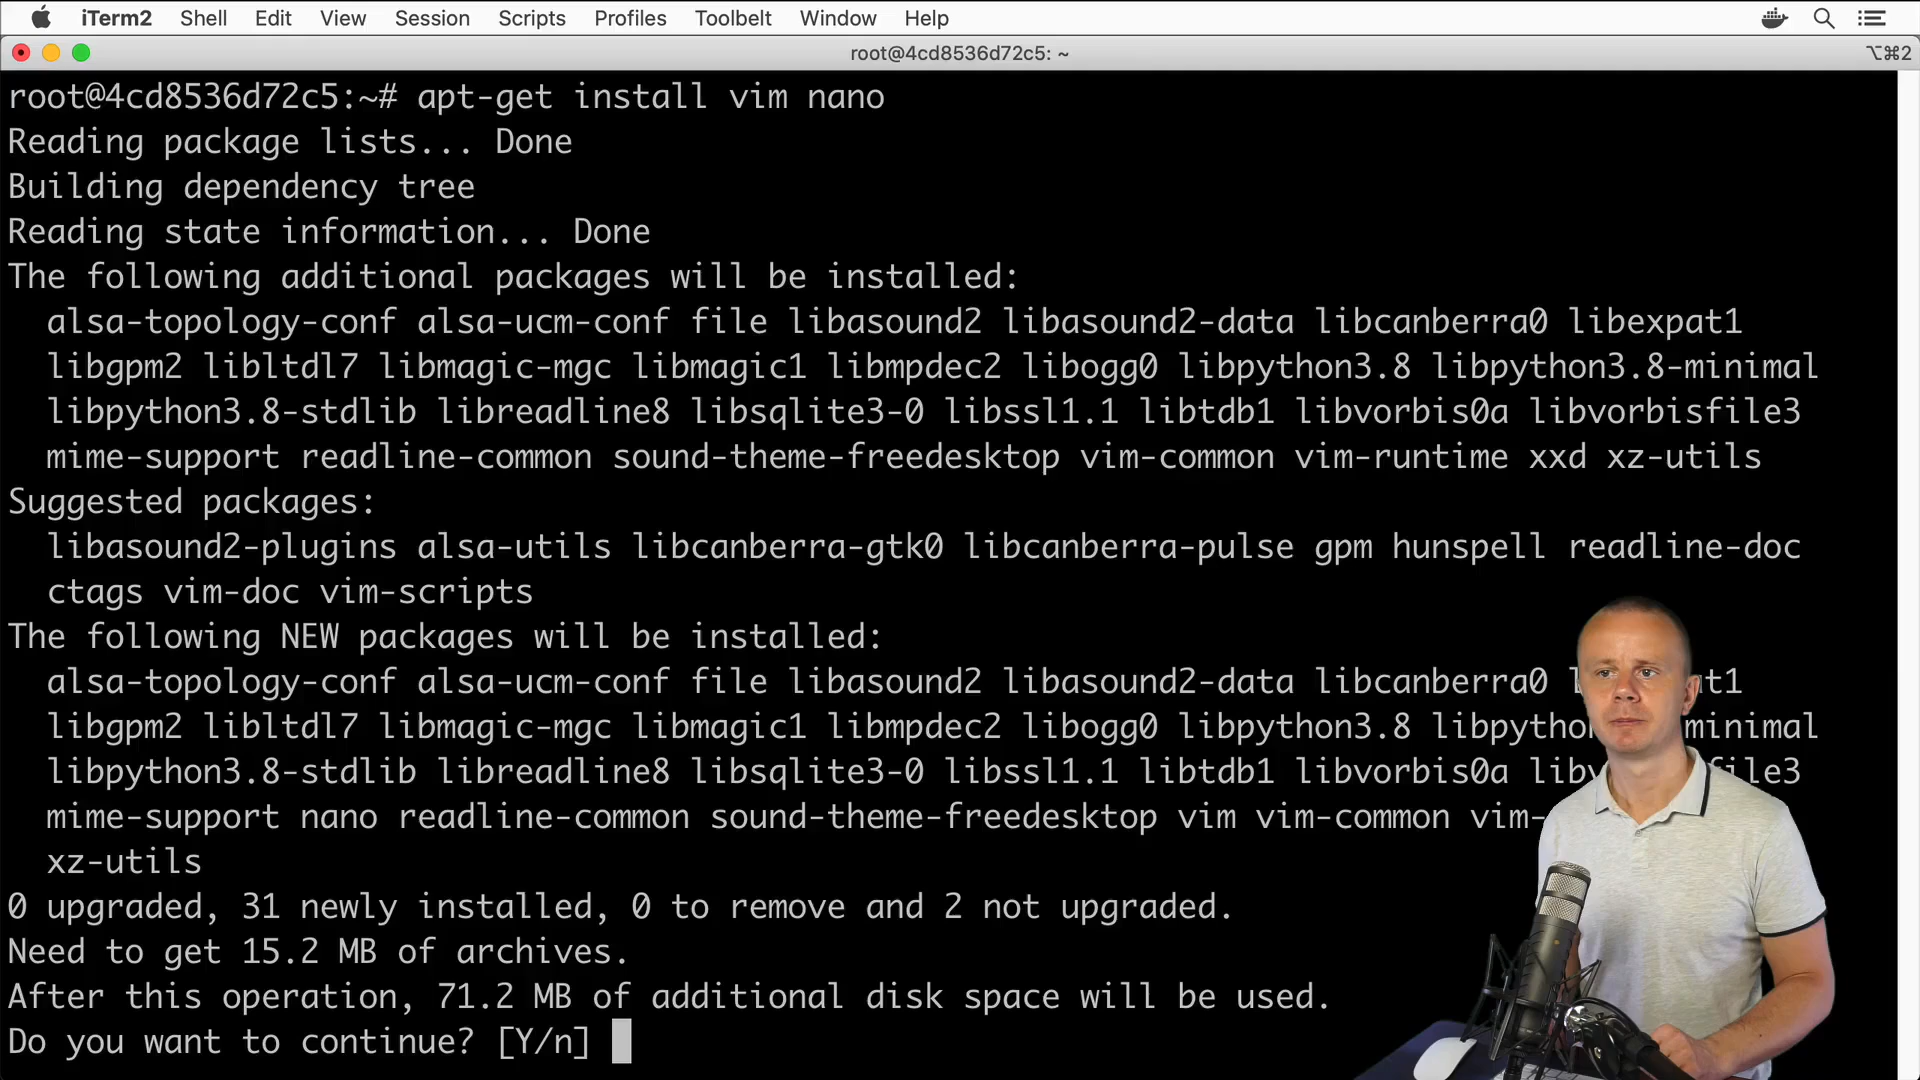 iTerm2 Shell Edit View Session Scripts Profiles Toolbelt Window Help
root@4cd8536d72c5: ~ ⌥⌘2
root@4cd8536d72c5:~# apt-get install vim nano
Reading package lists... Done
Building dependency tree
Reading state information... Done
The following additional packages will be installed:
alsa-topology-conf alsa-ucm-conf file libasound2 libasound2-data libcanberra0 libexpat1
libgpm2 libltdl7 libmagic-mgc libmagic1 libmpdec2 libogg0 libpython3.8 libpython3.8-minimal
libpython3.8-stdlib libreadline8 libsqlite3-0 libssl1.1 libtdb1 libvorbis0a libvorbisfile3
mime-support readline-common sound-theme-freedesktop vim-common vim-runtime xxd xz-utils
Suggested packages:
libasound2-plugins alsa-utils libcanberra-gtk0 libcanberra-pulse gpm hunspell readline-doc
ctags vim-doc vim-scripts
The following NEW packages will be installed:
alsa-topology-conf alsa-ucm-conf file libasound2 libasound2-data libcanberra0 t1
libgpm2 libltdl7 libmagic-mgc libmagic1 libmpdec2 libogg0 libpython3.8 libpytho minimal
libpython3.8-stdlib libreadline8 libsqlite3-0 libssl1.1 libtdb1 libvorbis0a lib ile3
mime-support nano readline-common sound-theme-freedesktop vim vim-common vim-
xz-utils
0 upgraded, 31 newly installed, 0 to remove and 2 not upgraded.
Need to get 15.2 MB of archives.
After this operation, 71.2 MB of additional disk space will be used.
Do you want to continue? [Y/n]